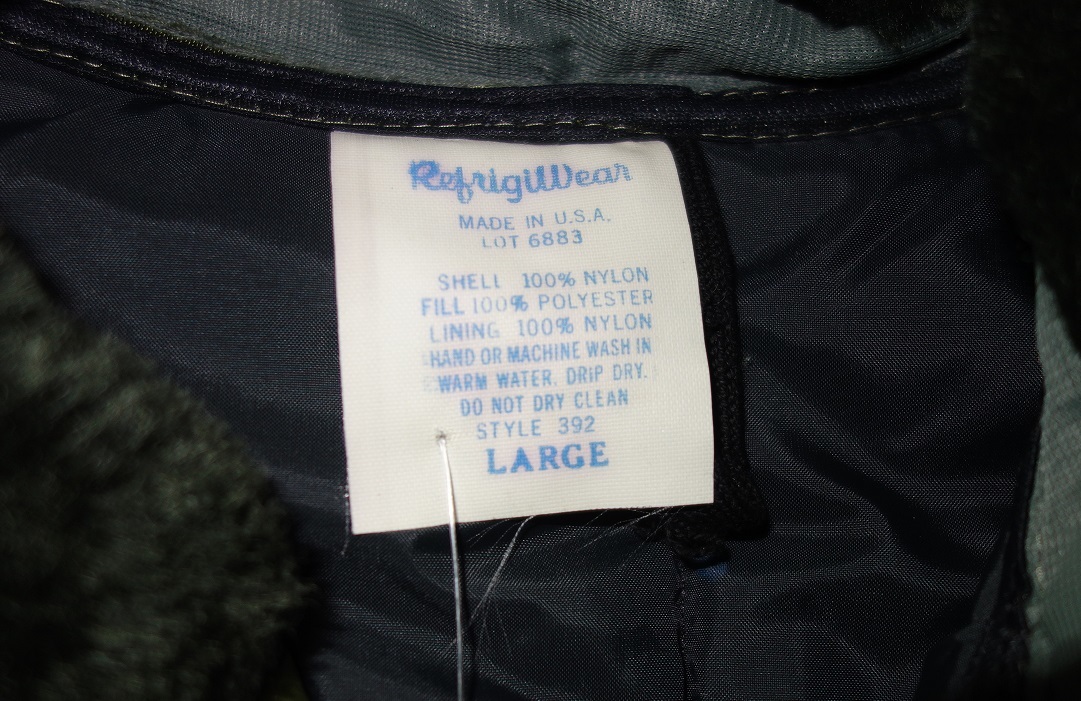 RefrigiWear
MADE IN U.S.A.
LOT 6883
SHELL 100% NYLON
FILL 100% POLYESTER
LINING 100% NYLON
HAND OR MACHINE WASH IN
WARM WATER. DRIP DRY.
DO NOT DRY CLEAN
STYLE 392
LARGE